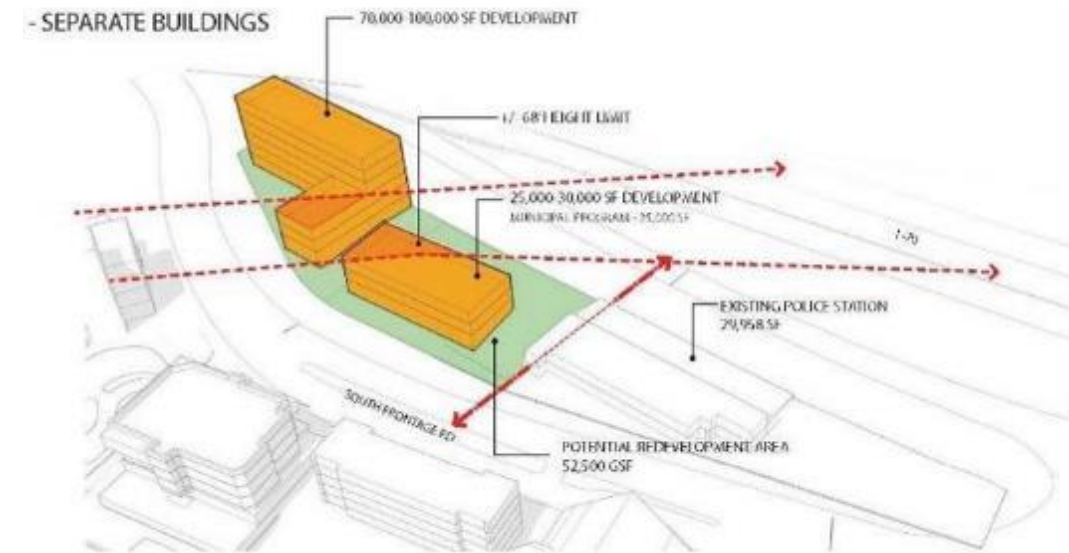 - SEPARATE BUILDINGS
70,000-100,000 SF DEVELOPMENT
+/- 68' HEIGHT LIMIT
25,000-30,000 SF DEVELOPMENT
MUNICIPAL PROGRAM - 25,000 SF
I-70
EXISTING POLICE STATION
29,958 SF
SOUTH FRONTAGE RD
POTENTIAL REDEVELOPMENT AREA
52,500 GSF